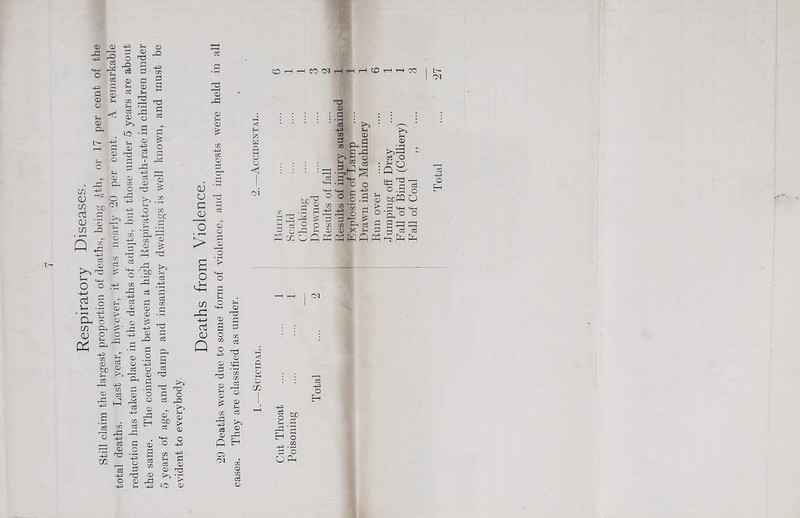 7
Respiratory Diseases.
Still claim the largest proportion of deaths, being ⅙th, or 17 per cent of the
total deaths. Last year, however, it was nearly 20 per cent. A remarkable
reduction has taken place in the deaths of adults, but those under 5 years are about
the same. The connection between a high Respiratory death-rate in children under
5 years of age, and damp and insanitary dwellings is well known, and must be
evident to everybody.
Deaths from Violence.
29 Deaths were due to some form of violence, and inquests were held in all
cases. They are classified as under.
1.—Suicidal.
Cut Throat .... .... 1
Poisoning .... .... 1
Total .... 2
2.—Accidental.
Burns .... .... 6
Scald .... .... 1
Choking .... .... 1
Drowned .... .... 3
Results of fall .... 2
Results of injury sustained 1
Explosion of Lamp .... 1
Drawn into Machinery 1
Run over .... .... 6
Jumping off Dray .... 1
Fall of Bind (Colliery) 1
Fall of Coal ,, .... 3
Total .... 27